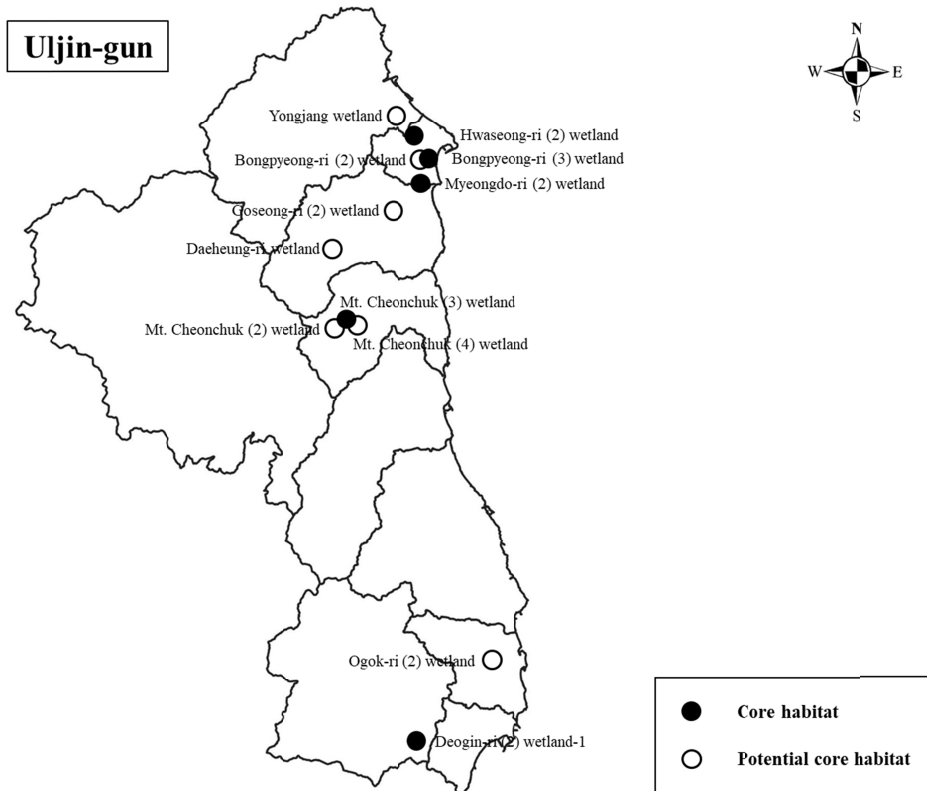 Uljin-gun
N
W E
S
Yongjang wetland
Hwaseong-ri (2) wetland
Bongpyeong-ri (2) wetland
Bongpyeong-ri (3) wetland
Myeongdo-ri (2) wetland
Goseong-ri (2) wetland
Daeheung-ri wetland
Mt. Cheonchuk (3) wetland
Mt. Cheonchuk (2) wetland
Mt. Cheonchuk (4) wetland
Ogok-ri (2) wetland
Deogin-ri (2) wetland-1
Core habitat
Potential core habitat